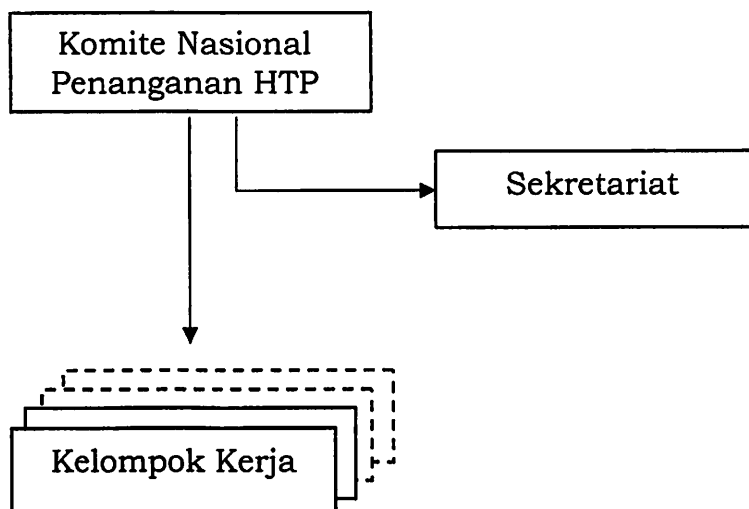 Komite Nasional
Penanganan HTP
Sekretariat
Kelompok Kerja